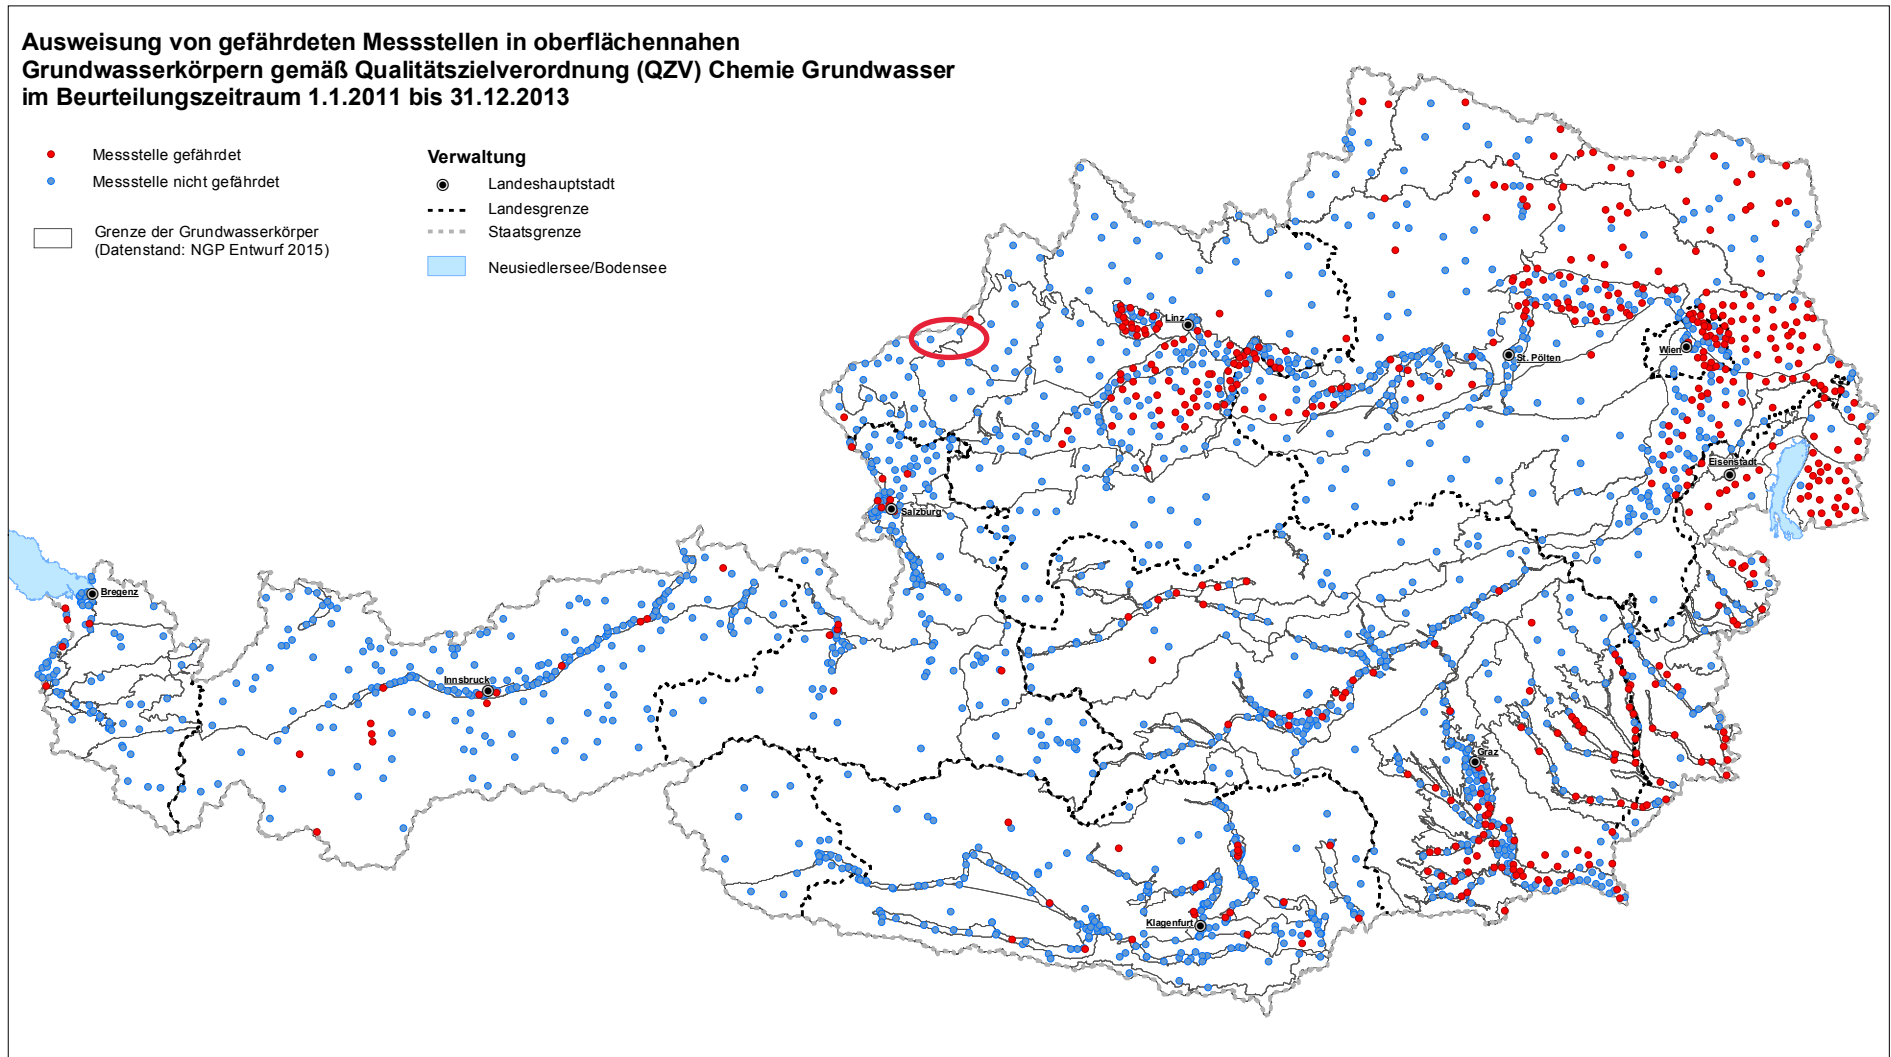 Ausweisung von gefährdeten Messstellen in oberflächennahen
Grundwasserkörpern gemäß Qualitätszielverordnung (QZV) Chemie Grundwasser
im Beurteilungszeitraum 1.1.2011 bis 31.12.2013
Messstelle gefährdet
Messstelle nicht gefährdet
Grenze der Grundwasserkörper
(Datenstand: NGP Entwurf 2015)
Verwaltung
Landeshauptstadt
Landesgrenze
Staatsgrenze
Neusiedlersee/Bodensee
Linz
St. Pölten
Wien
Eisenstadt
Salzburg
Bregenz
Innsbruck
Graz
Klagenfurt